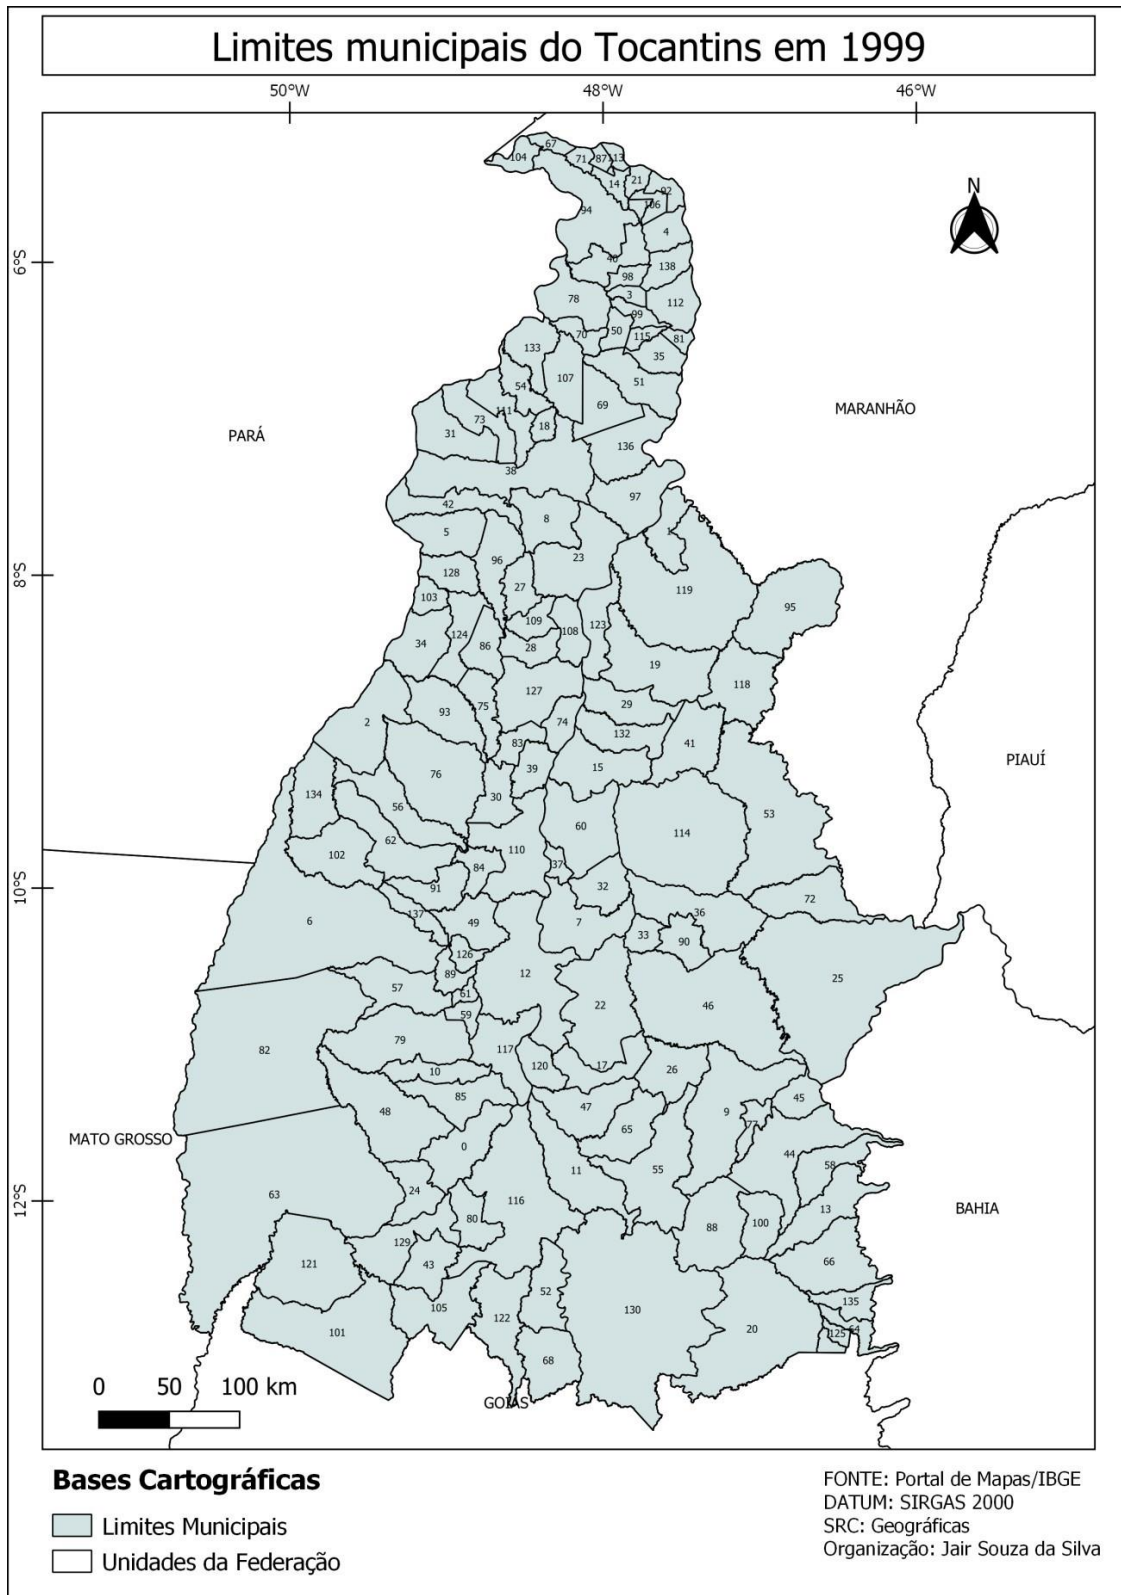 Limites municipais do Tocantins em 1999
50°W 48°W 46°W
67
104 71 87 113
14 21 92
94 106
4
N
6°S
40 138
98
78 3 112
99
70 50 115 81
133 35
107 51
54
69
111
73 18
31 136
MARANHÃO
PARÁ
38
97
42
8
5 1
96 23
8°S
128 27 119
103 95
109 123
124 108
34 86 28
19
118
127
75 29
93 74
2 132
83 41
39 15
76 30
PIAUÍ
134
56 53
60
62 114
110
102 84 37
10°S
91 32
72
137 36
6 49 7
33 90
126
12
89 25
57 61
22 46
59
79
82 117
17
10 120 26
85 45
48 47 9
77
65
0 44
MATO GROSSO
11 55 58
24
63 116
12°S
80 100 13
88
BAHIA
129
43 66
121
52 135
105 130
122 20 64
101 125
68
0 50 100 km
GOIÁS
Bases Cartográficas
Limites Municipais
Unidades da Federação
FONTE: Portal de Mapas/IBGE
DATUM: SIRGAS 2000
SRC: Geográficas
Organização: Jair Souza da Silva